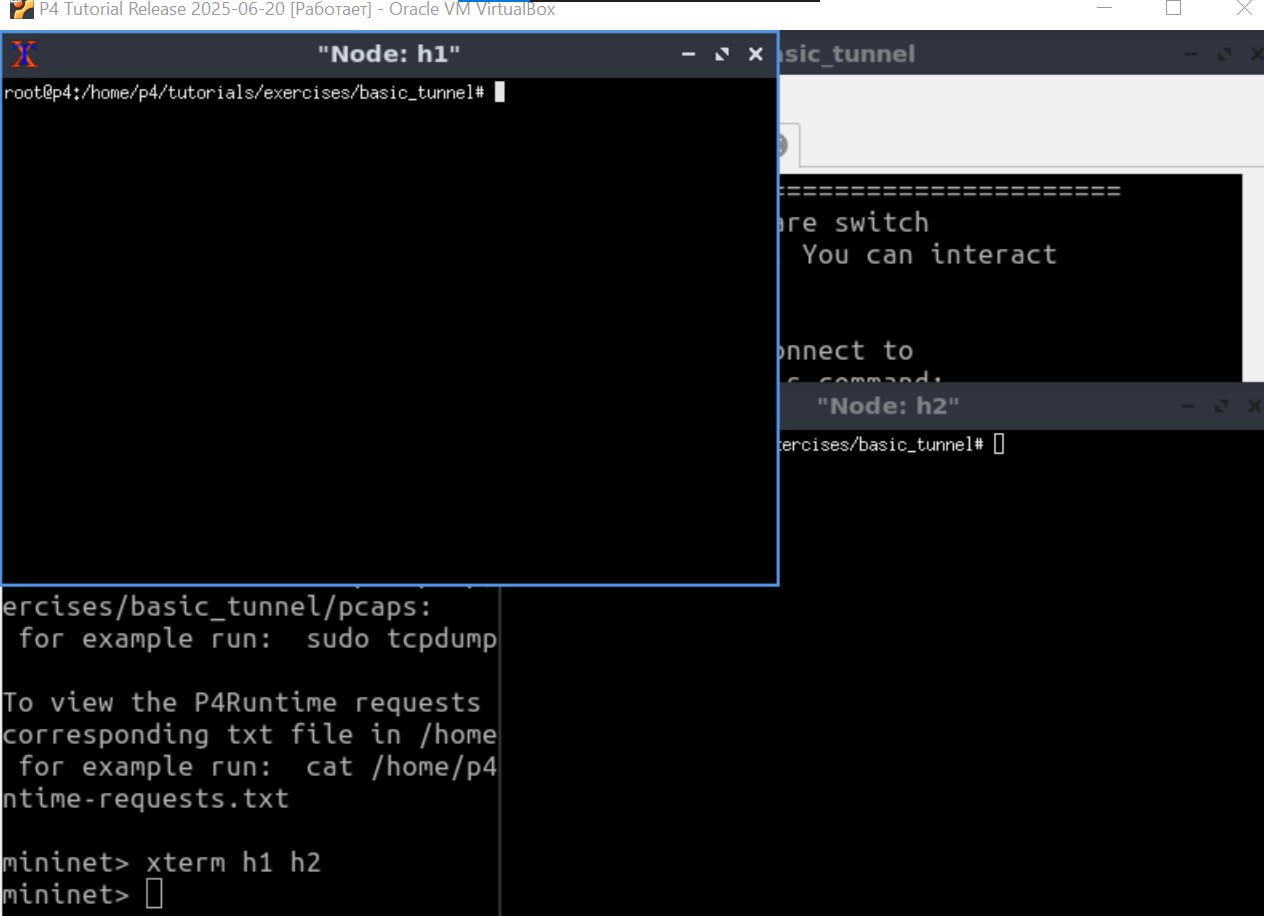 P4 Tutorial Release 2025-06-20 [Работает] - Oracle VM VirtualBox
"Node: h1"
root@p4:/home/p4/tutorials/exercises/basic_tunnel#
sic_tunnel
======================
are switch
You can interact
onnect to
command:
"Node: h2"
ercises/basic_tunnel#
ercises/basic_tunnel/pcaps:
for example run:  sudo tcpdump
To view the P4Runtime requests
corresponding txt file in /home
for example run:  cat /home/p4
ntime-requests.txt
mininet> xterm h1 h2
mininet>